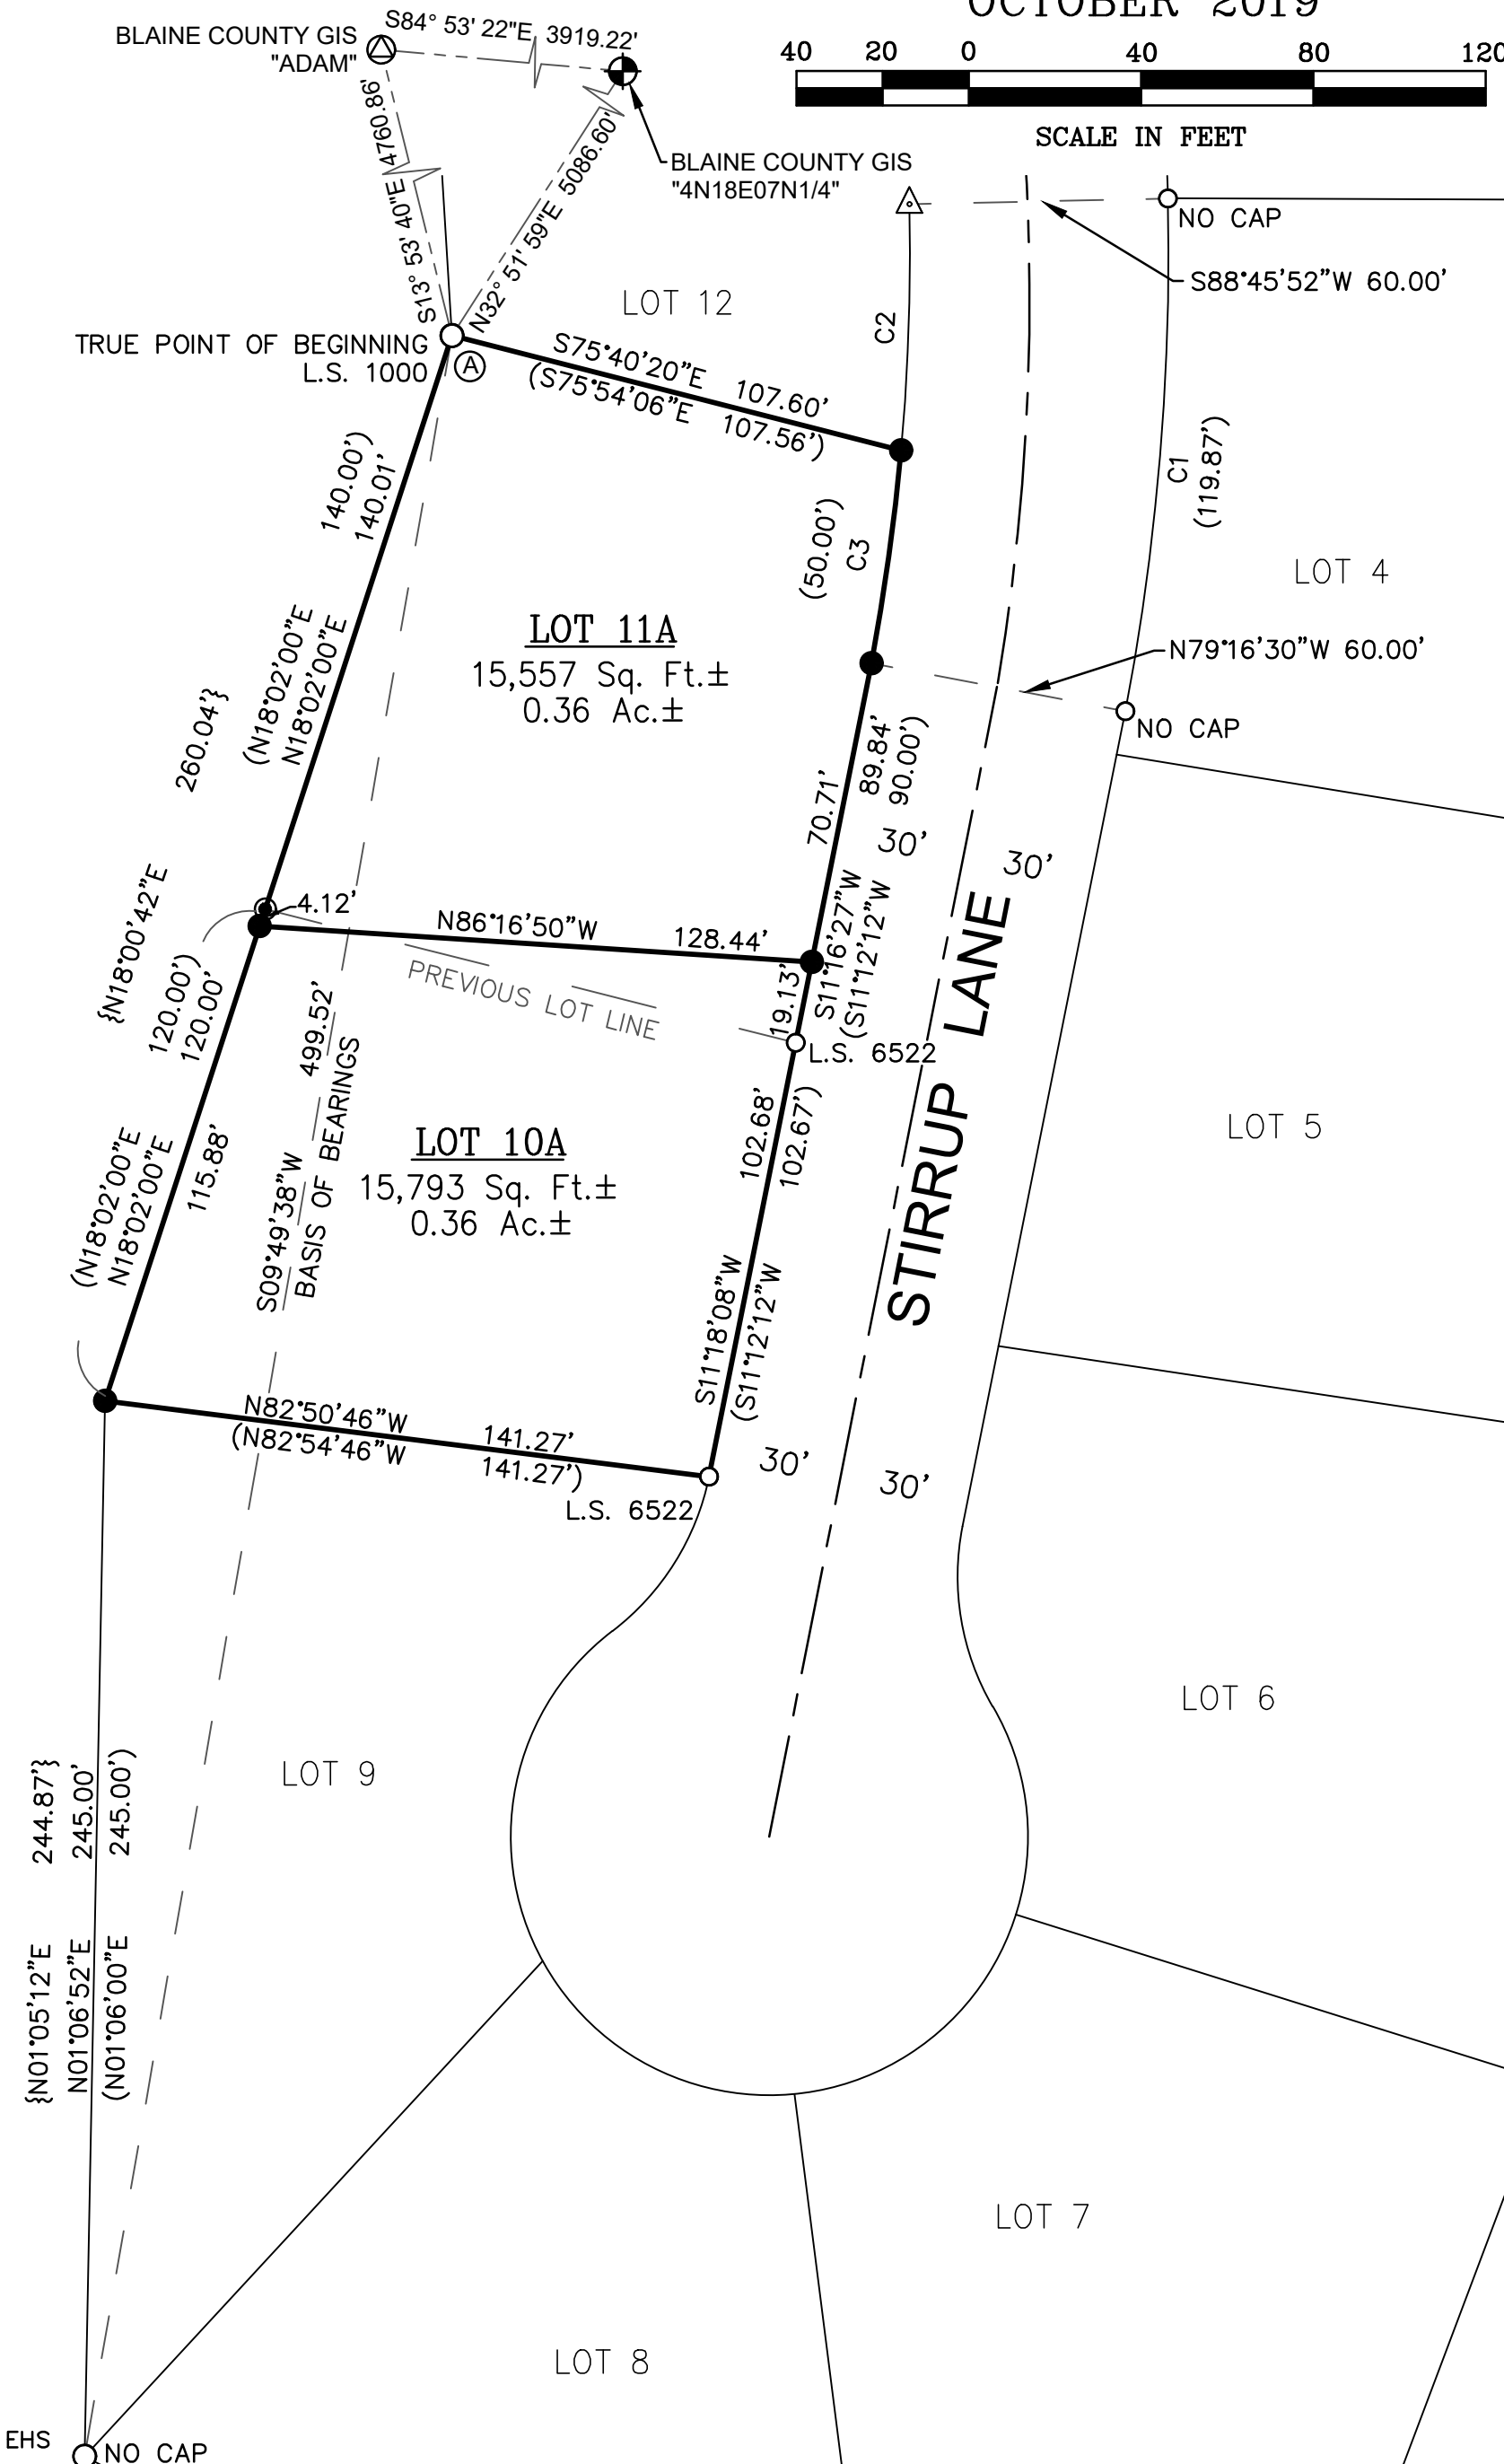 OCTOBER 2019
40 20 0 40 80 120
SCALE IN FEET
BLAINE COUNTY GIS
"ADAM"
S84° 53' 22"E 3919.22'
S13° 53' 40"E 4760.86'
N32° 51' 59"E 5086.60'
BLAINE COUNTY GIS
"4N18E07N1/4"
NO CAP
S88°45'52"W 60.00'
LOT 12
C2
TRUE POINT OF BEGINNING
L.S. 1000
A
S75°40'20"E 107.60'
(S75°54'06"E 107.56')
C1
(119.87')
140.00')
140.01'
(50.00')
C3
LOT 4
LOT 11A
15,557 Sq. Ft.±
0.36 Ac.±
(N18°02'00"E
N18°02'00"E
N79°16'30"W 60.00'
NO CAP
260.04'}
70.71'
89.84'
90.00')
30'
30'
{N18°00'42"E
4.12'
N86°16'50"W 128.44'
S11°16'27"W
(S11°12'12"W
PREVIOUS LOT LINE
19.13'
L.S. 6522
120.00')
120.00'
499.52'
STIRRUP LANE
LOT 10A
15,793 Sq. Ft.±
0.36 Ac.±
102.68'
102.67')
LOT 5
(N18°02'00"E
N18°02'00"E
115.88'
S09°49'38"W
BASIS OF BEARINGS
S11°18'08"W
(S11°12'12"W
N82°50'46"W 141.27'
(N82°54'46"W 141.27')
30'
30'
L.S. 6522
LOT 6
LOT 9
244.87'}
245.00'
245.00')
{N01°05'12"E
N01°06'52"E
(N01°06'00"E
LOT 7
LOT 8
EHS
NO CAP